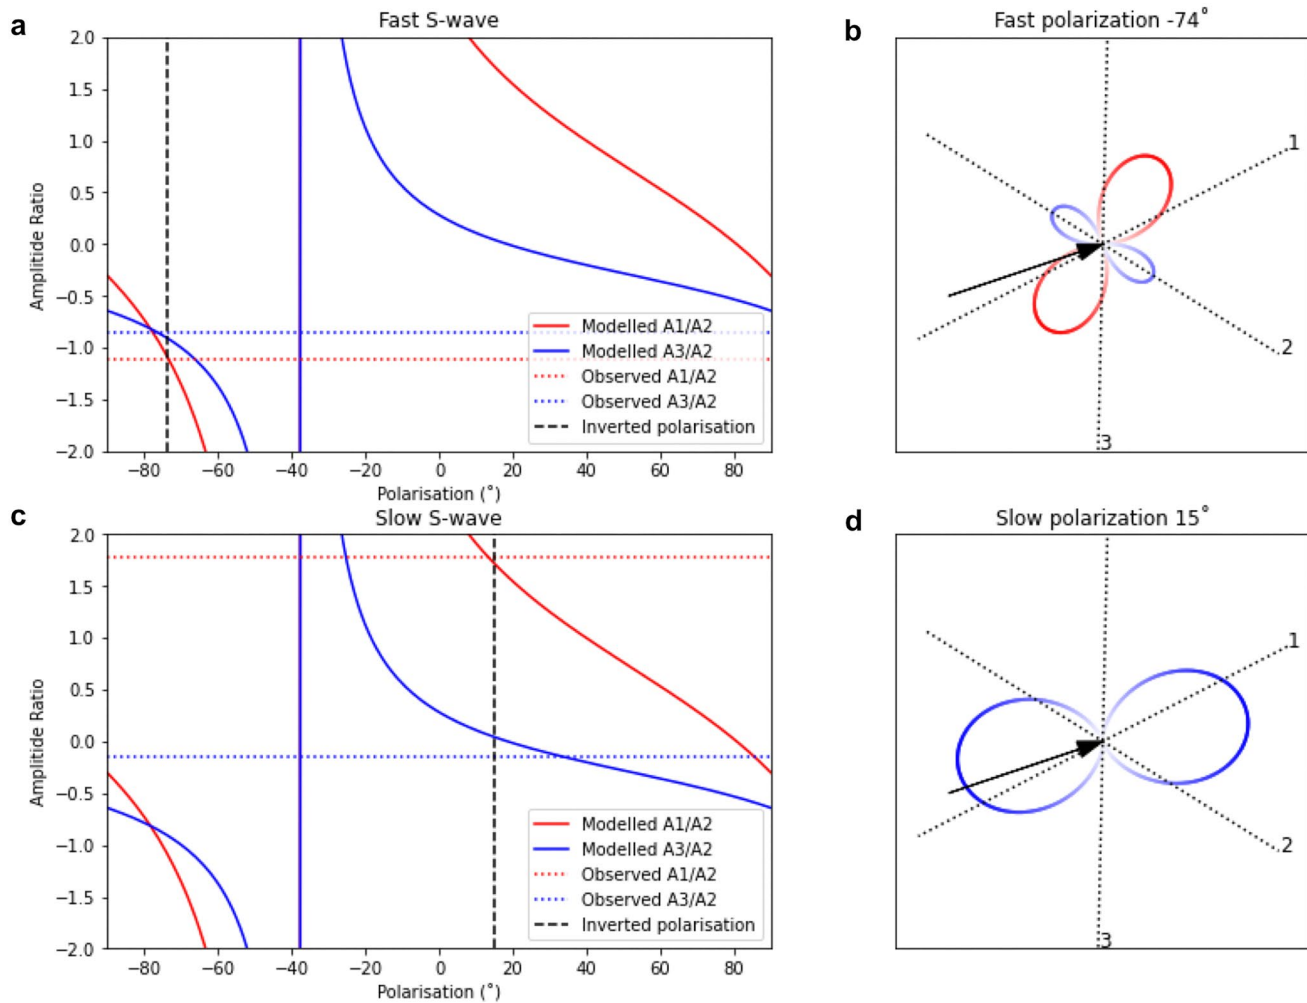 a
Fast S-wave
2.0
1.5
1.0
0.5
0.0
−0.5
−1.0
−1.5
−2.0
Amplitide Ratio
Modelled A1/A2
Modelled A3/A2
Observed A1/A2
Observed A3/A2
Inverted polarisation
−80 −60 −40 −20 0 20 40 60 80
Polarisation (˚)
b
Fast polarization -74˚
1
2
3
c
Slow S-wave
2.0
1.5
1.0
0.5
0.0
−0.5
−1.0
−1.5
−2.0
Amplitide Ratio
Modelled A1/A2
Modelled A3/A2
Observed A1/A2
Observed A3/A2
Inverted polarisation
−80 −60 −40 −20 0 20 40 60 80
Polarisation (˚)
d
Slow polarization 15˚
1
2
3